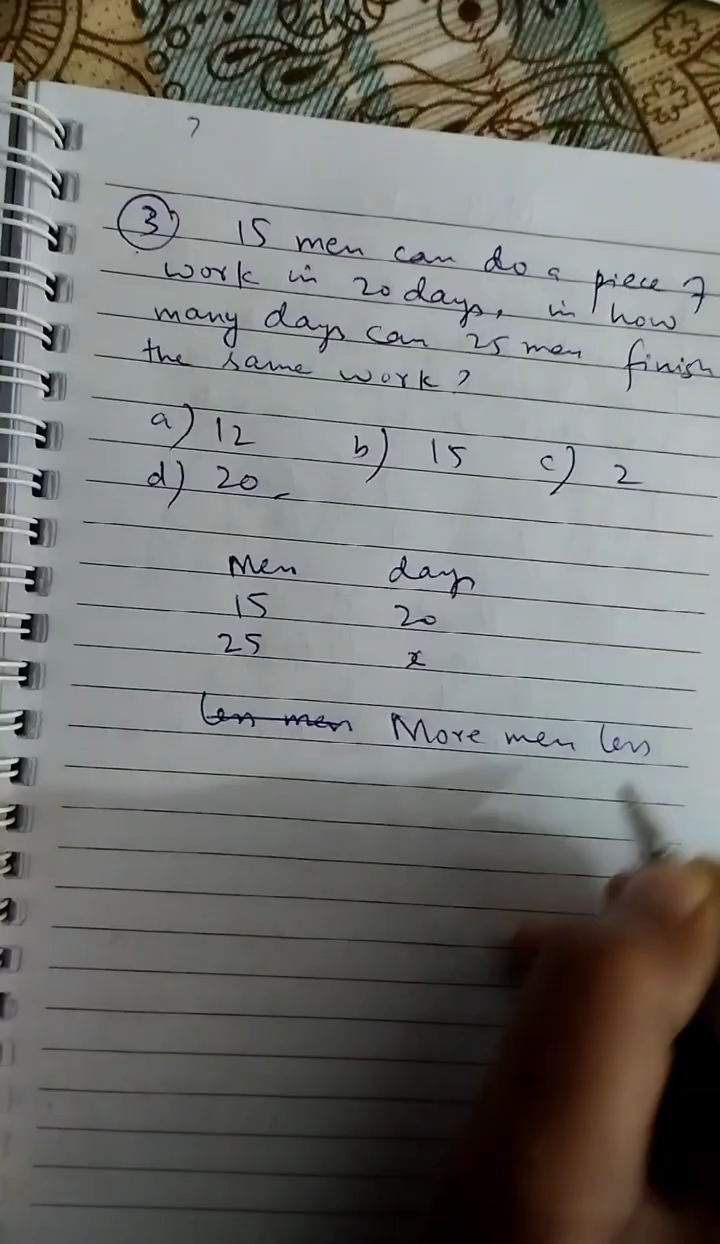 ③ 15 men can do a piece of
work in 20 days, in how
many days can 25 men finish
the same work?
a) 12 b) 15 c) 2
d) 20
Men days
15 20
25 x
Less men More men less